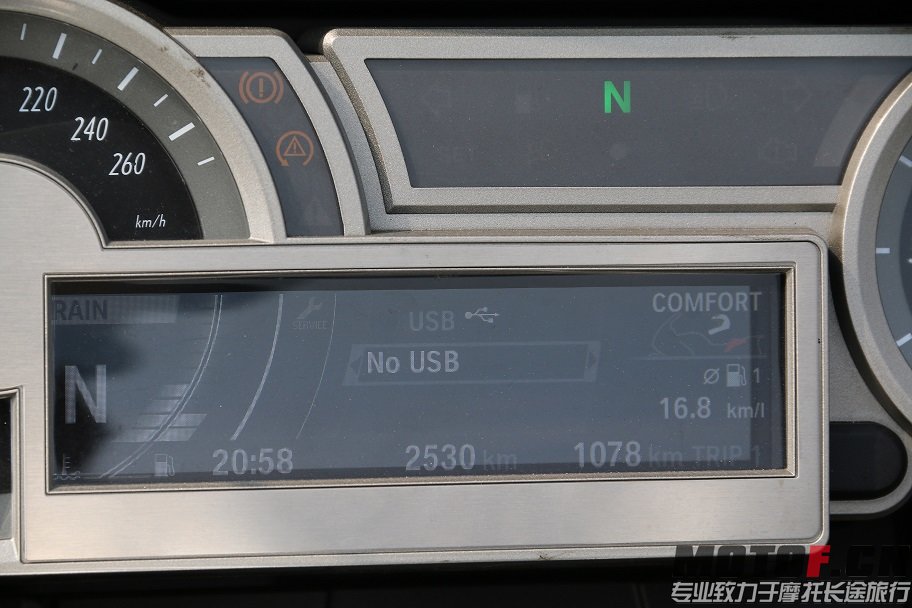 220
240
260
km/h
N
RAIN
SERVICE
USB
COMFORT
No USB
N
Ø 1
16.8 km/l
20:58 2530 km 1078 km TRIP 1
MOTOF.CN
专业致力于摩托长途旅行